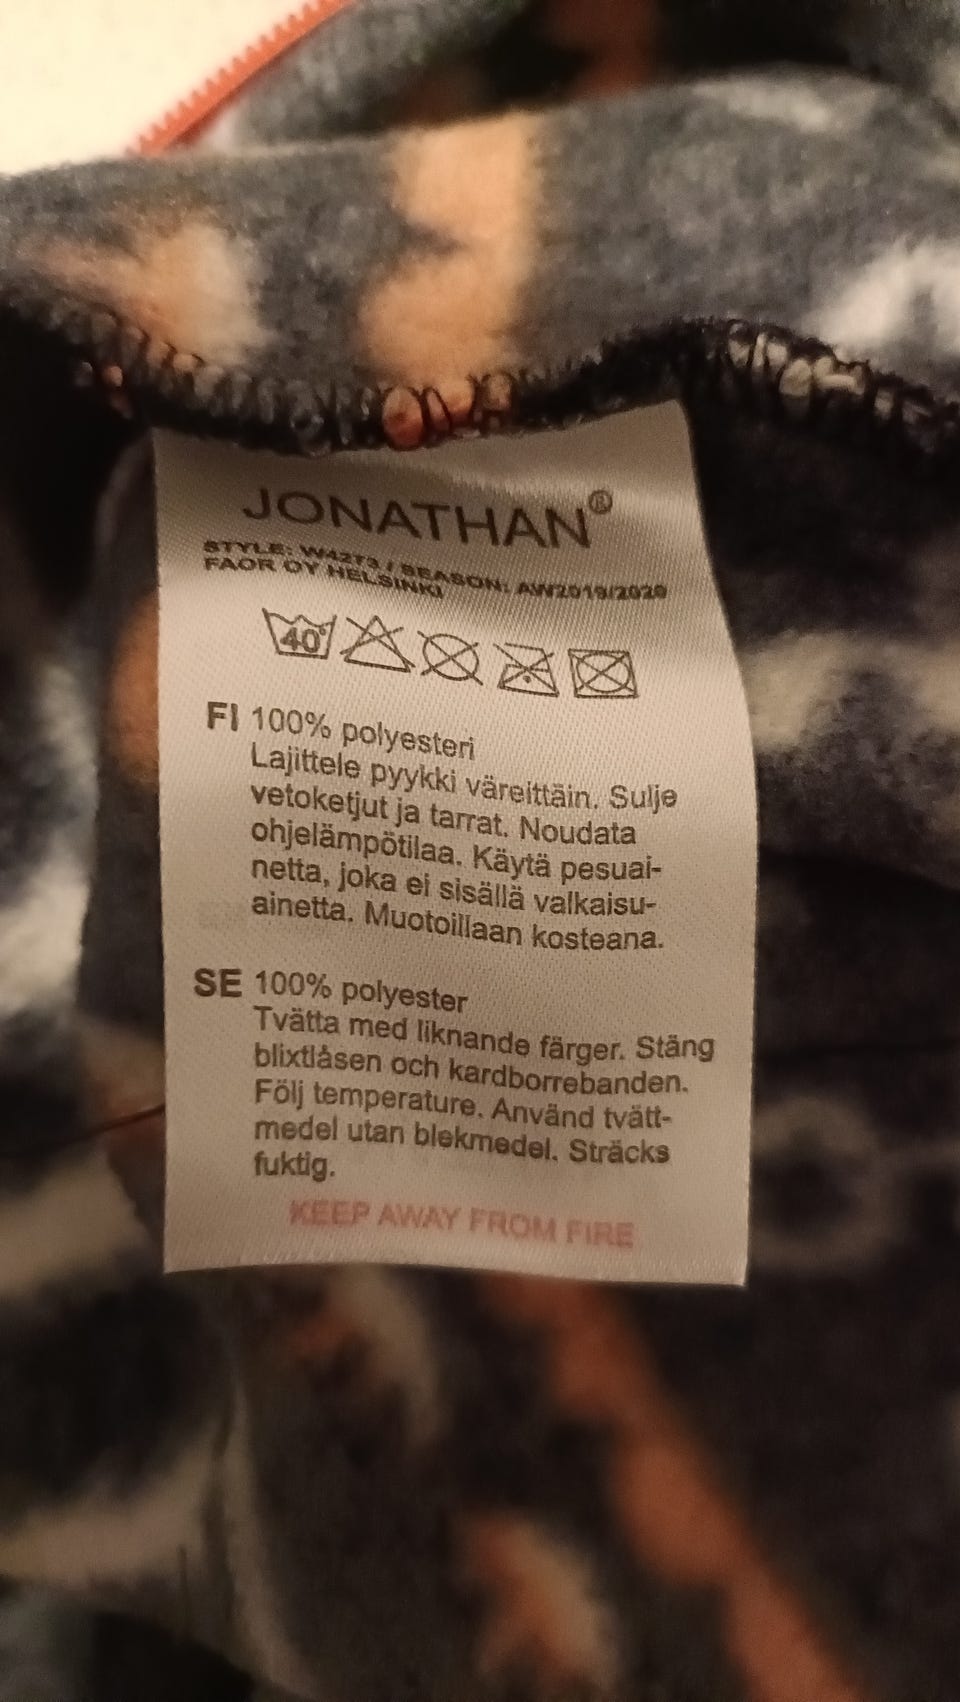 JONATHAN®
STYLE: W4273 / SEASON: AW2019/2020
FAOR OY HELSINKI
40°
FI 100% polyesteri
Lajittele pyykki väreittäin. Sulje
vetoketjut ja tarrat. Noudata
ohjelämpötilaa. Käytä pesuai-
netta, joka ei sisällä valkaisu-
ainetta. Muotoillaan kosteana.
SE 100% polyester
Tvätta med liknande färger. Stäng
blixtlåsen och kardborrebanden.
Följ temperature. Använd tvätt-
medel utan blekmedel. Sträcks
fuktig.
KEEP AWAY FROM FIRE